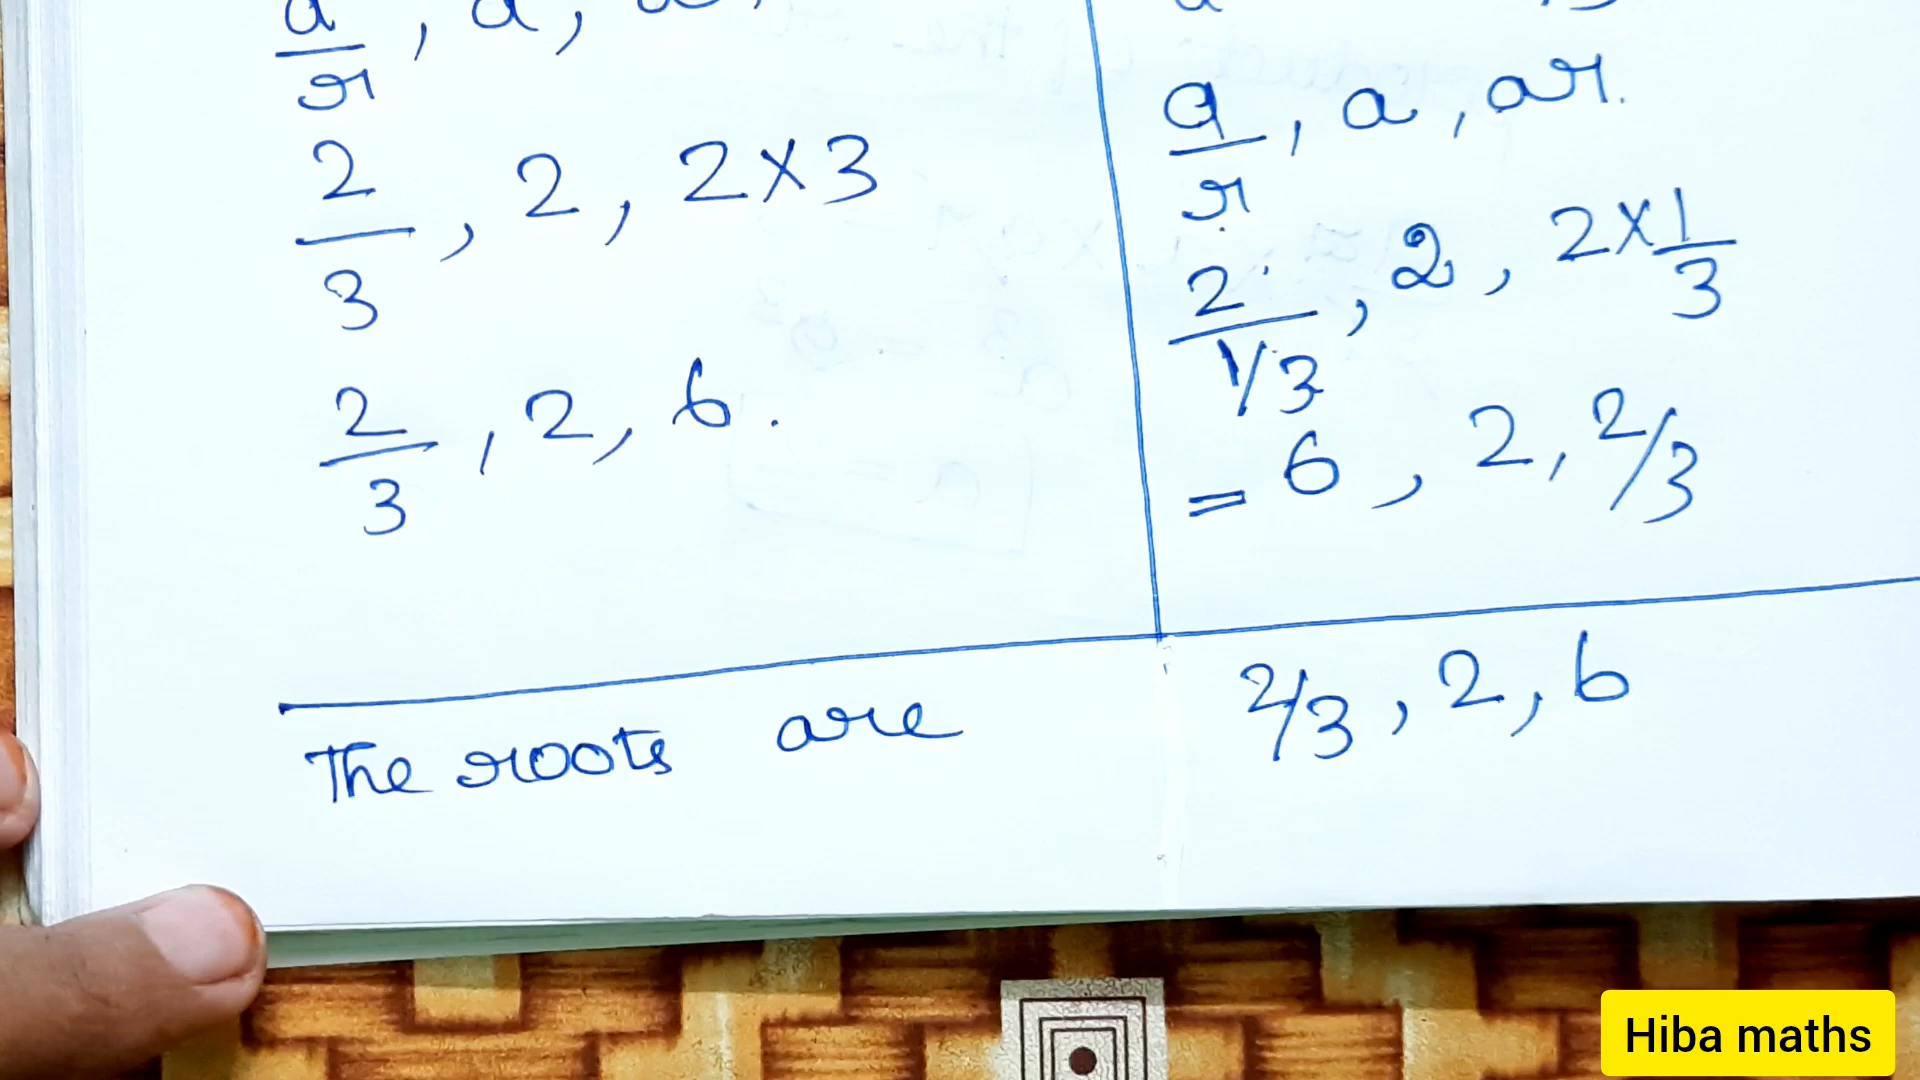 a/r, a,
2/3, 2, 2×3
2/3, 2, 6.
a/r, a, ar.
2/1/3, 2, 2×1/3
= 6, 2, 2/3
The roots are 2/3, 2, 6
Hiba maths